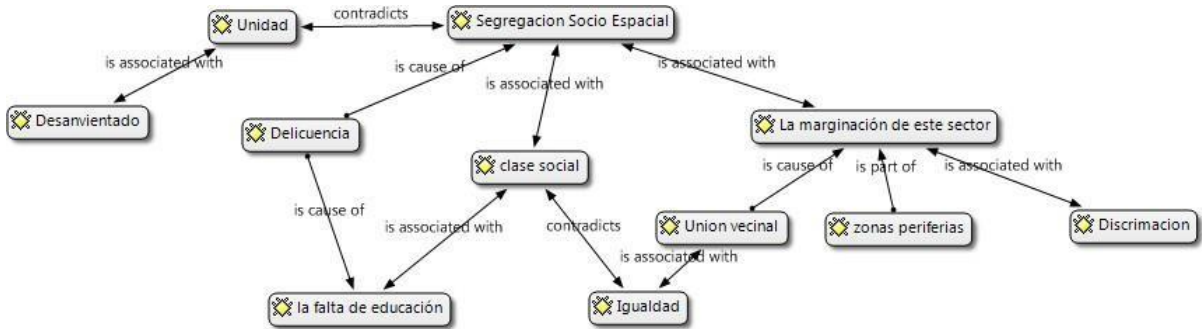 contradicts
Unidad
Segregacion Socio Espacial
is associated with
is cause of
is associated with
is associated with
Desanvientado
Delicuencia
La marginación de este sector
clase social
is cause of
is part of
is associated with
is cause of
is associated with
contradicts
Union vecinal
zonas periferias
Discrimacion
is associated with
la falta de educación
Igualdad